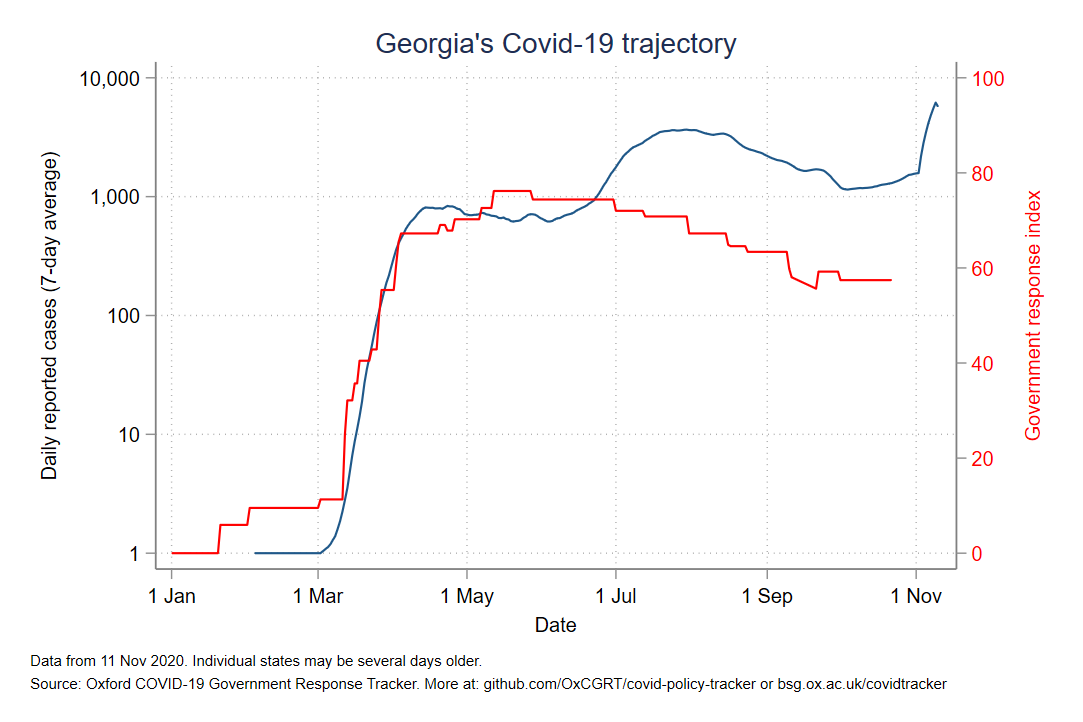 Georgia's Covid-19 trajectory
10,000
1,000
100
10
1
Daily reported cases (7-day average)
100
80
60
40
20
0
Government response index
1 Jan
1 Mar
1 May
1 Jul
1 Sep
1 Nov
Date
Data from 11 Nov 2020. Individual states may be several days older.
Source: Oxford COVID-19 Government Response Tracker. More at: github.com/OxCGRT/covid-policy-tracker or bsg.ox.ac.uk/covidtracker